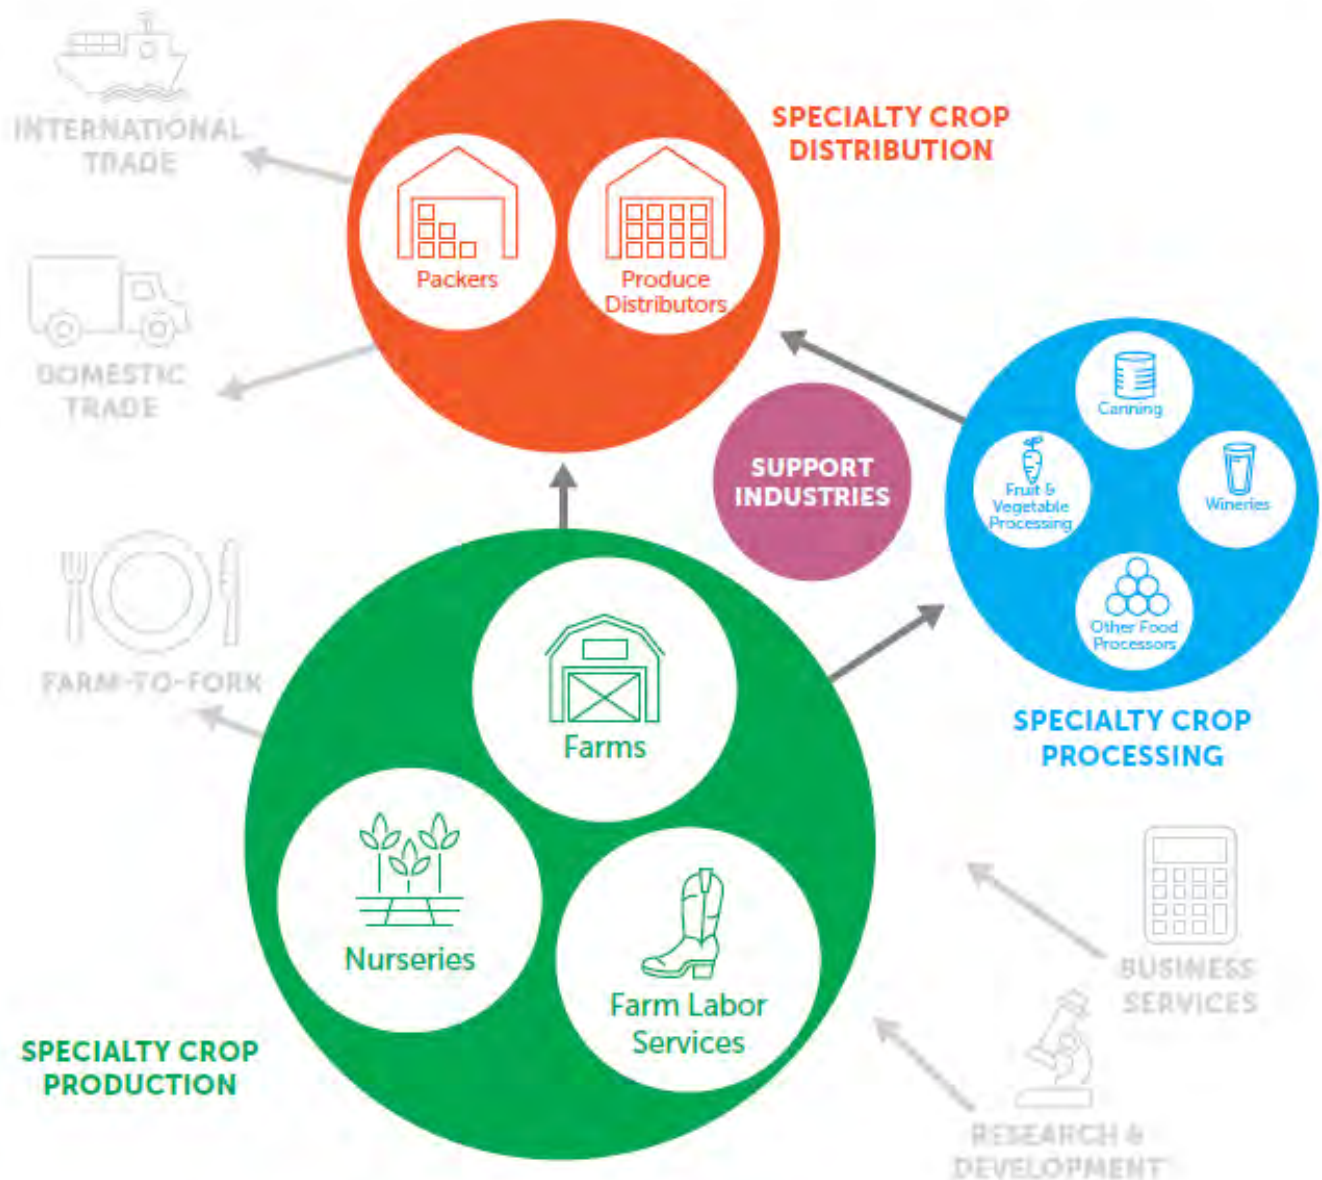 INTERNATIONAL
TRADE
SPECIALTY CROP
DISTRIBUTION
Packers
Produce
Distributors
DOMESTIC
TRADE
Canning
SUPPORT
INDUSTRIES
Fruit &
Vegetable
Processing
Wineries
Other Food
Processors
FARM-TO-FORK
Farms
SPECIALTY CROP
PROCESSING
Nurseries
Farm Labor
Services
BUSINESS
SERVICES
SPECIALTY CROP
PRODUCTION
RESEARCH &
DEVELOPMENT